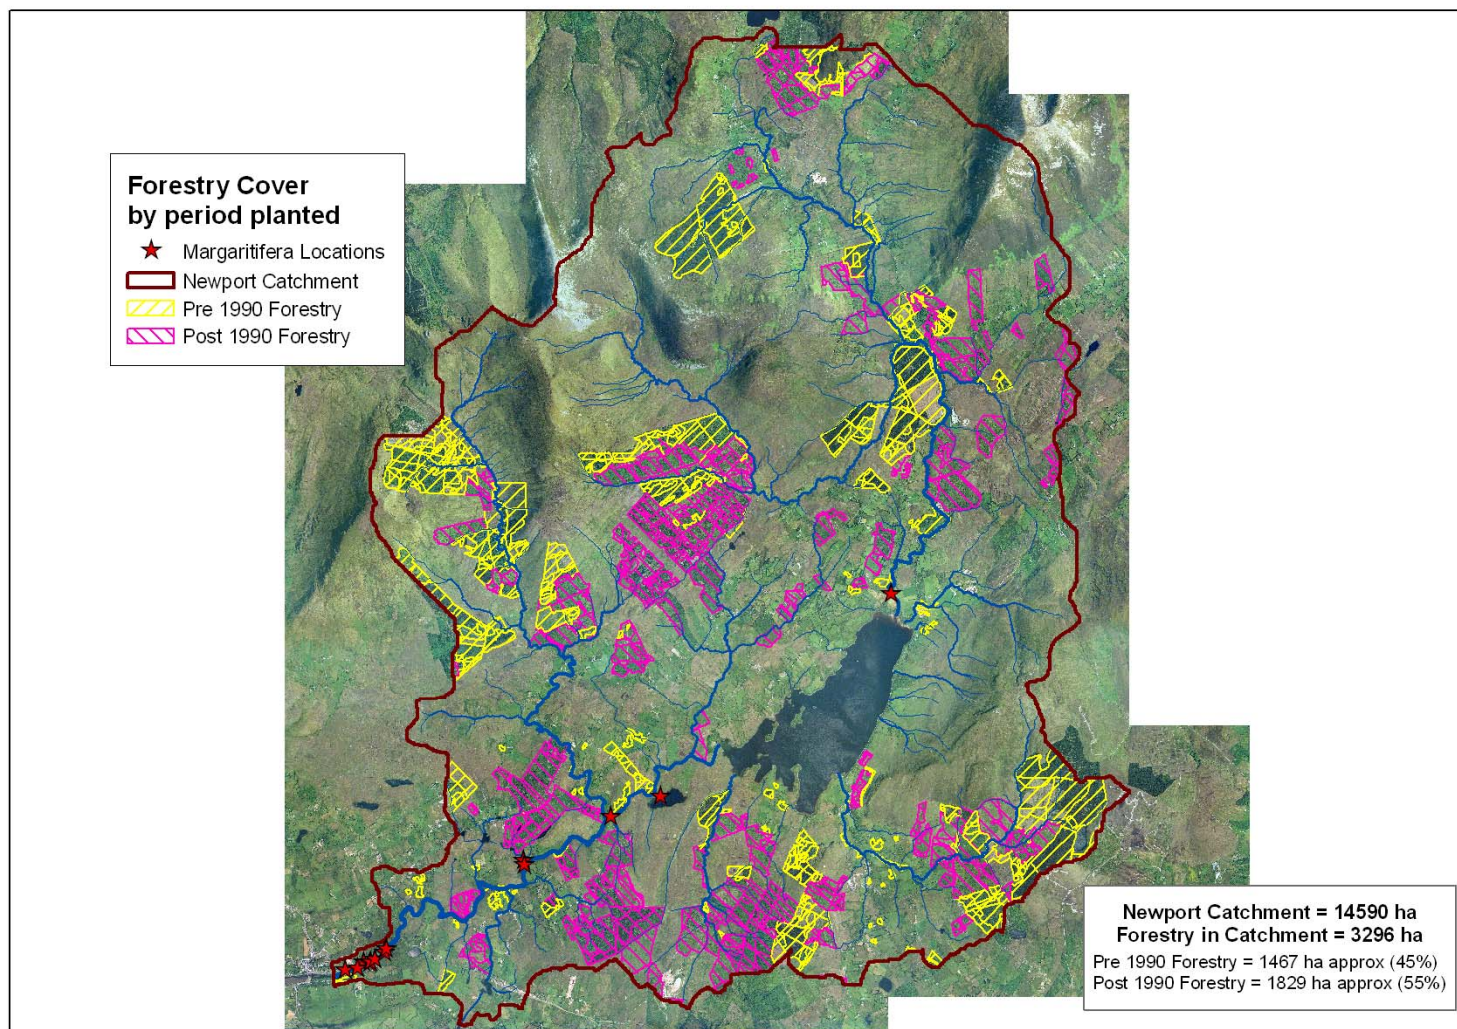 Forestry Cover
by period planted
Margaritifera Locations
Newport Catchment
Pre 1990 Forestry
Post 1990 Forestry
Newport Catchment = 14590 ha
Forestry in Catchment = 3296 ha
Pre 1990 Forestry = 1467 ha approx (45%)
Post 1990 Forestry = 1829 ha approx (55%)